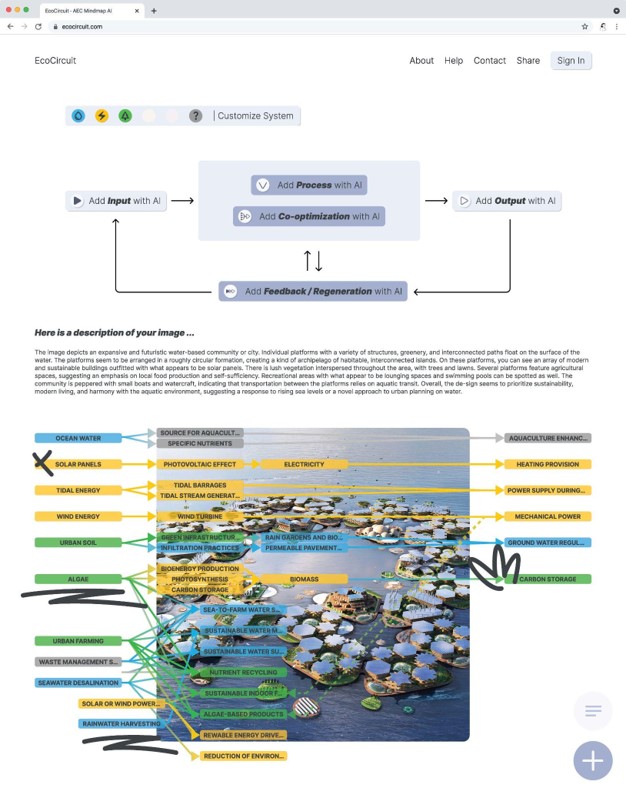 EcoCircuit - AEC Mindmap AI
ecocircuit.com
EcoCircuit
About Help Contact Share Sign In
? | Customize System
Add Process with AI
Add Input with AI
Add Output with AI
Add Co-optimization with AI
Add Feedback / Regeneration with AI
Here is a description of your image ...
The image depicts an expansive and futuristic water-based community or city. Individual platforms with a variety of structures, greenery, and interconnected paths float on the surface of the
water. The platforms seem to be arranged in a roughly circular formation, creating a kind of archipelago of habitable, interconnected islands. On these platforms, you can see an array of modern
and sustainable buildings outfitted with what appears to be solar panels. There is lush vegetation interspersed throughout the area, with trees and lawns. Several platforms feature agricultural
spaces, suggesting an emphasis on local food production and self-sufficiency. Recreational areas with what appear to be lounging spaces and swimming pools can be spotted as well. The
community is peppered with small boats and watercraft, indicating that transportation between the platforms relies on aquatic transit. Overall, the de-sign seems to prioritize sustainability,
modern living, and harmony with the aquatic environment, suggesting a response to rising sea levels or a novel approach to urban planning on water.
SOURCE FOR AQUACULT...
OCEAN WATER
AQUACULTURE ENHANC...
SPECIFIC NUTRIENTS
SOLAR PANELS
PHOTOVOLTAIC EFFECT
ELECTRICITY
HEATING PROVISION
TIDAL BARRAGES
TIDAL ENERGY
POWER SUPPLY DURING...
TIDAL STREAM GENERAT...
WIND ENERGY
WIND TURBINE
MECHANICAL POWER
GREEN INFRASTRUCTUR...
RAIN GARDENS AND BIO...
URBAN SOIL
GROUND WATER REGUL...
INFILTRATION PRACTICES
PERMEABLE PAVEMENT...
BIOENERGY PRODUCTION
ALGAE
PHOTOSYNTHESIS
BIOMASS
CARBON STORAGE
CARBON STORAGE
SEA-TO-FARM WATER S...
SUSTAINABLE WATER M...
URBAN FARMING
SUSTAINABLE WATER SU...
WASTE MANAGEMENT S...
NUTRIENT RECYCLING
SEAWATER DESALINATION
SUSTAINABLE INDOOR F...
SOLAR OR WIND POWER...
ALGAE-BASED PRODUCTS
RAINWATER HARVESTING
REWABLE ENERGY DRIVE...
REDUCTION OF ENVIRON...